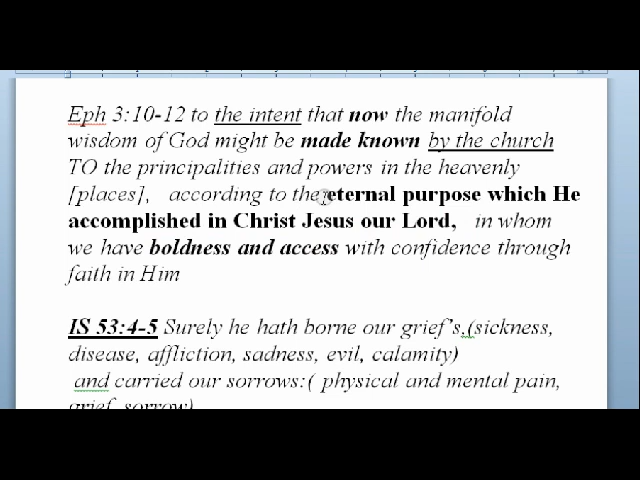 Eph 3:10-12 to the intent that now the manifold
wisdom of God might be made known by the church
TO the principalities and powers in the heavenly
[places], according to the eternal purpose which He
accomplished in Christ Jesus our Lord, in whom
we have boldness and access with confidence through
faith in Him
IS 53:4-5 Surely he hath borne our grief's,(sickness,
disease, affliction, sadness, evil, calamity)
and carried our sorrows:( physical and mental pain,
grief, sorrow)